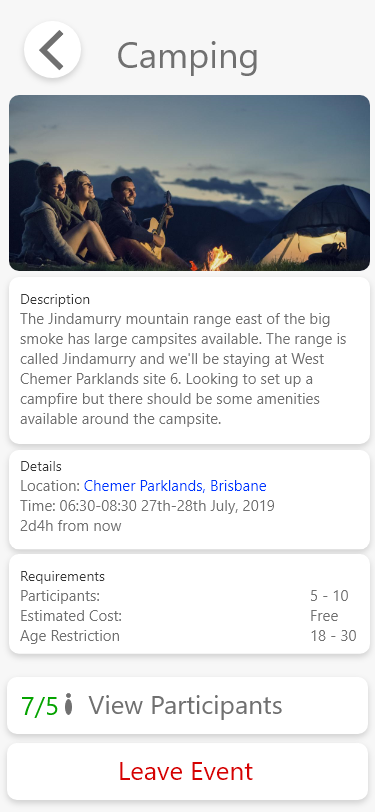 Camping
Description
The Jindamurry mountain range east of the big
smoke has large campsites available. The range is
called Jindamurry and we'll be staying at West
Chemer Parklands site 6. Looking to set up a
campfire but there should be some amenities
available around the campsite.
Details
Location: Chemer Parklands, Brisbane
Time: 06:30-08:30 27th-28th July, 2019
2d4h from now
Requirements
Participants: 5 - 10
Estimated Cost: Free
Age Restriction 18 - 30
7/5 View Participants
Leave Event